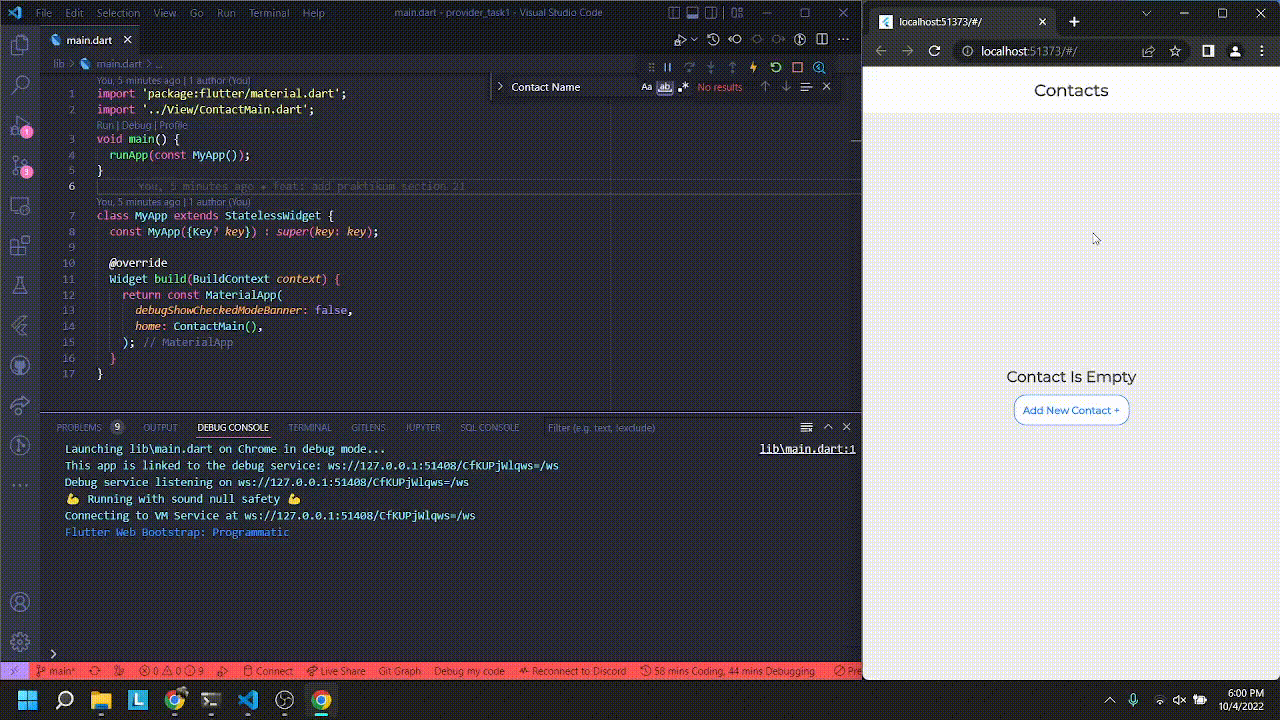 File Edit Selection View Go Run Terminal Help main.dart - provider_task1 - Visual Studio Code
main.dart
lib > main.dart > ...
You, 5 minutes ago | 1 author (You)
1 import 'package:flutter/material.dart';
2 import '../View/ContactMain.dart';
Run | Debug | Profile
3 void main() {
4 runApp(const MyApp());
5 }
6 You, 5 minutes ago • feat: add praktikum section 21
You, 5 minutes ago | 1 author (You)
7 class MyApp extends StatelessWidget {
8 const MyApp({Key? key}) : super(key: key);
9
10 @override
11 Widget build(BuildContext context) {
12 return const MaterialApp(
13 debugShowCheckedModeBanner: false,
14 home: ContactMain(),
15 ); // MaterialApp
16 }
17 }
> Contact Name Aa ab .* No results
1
3
PROBLEMS 9 OUTPUT DEBUG CONSOLE TERMINAL GITLENS JUPYTER SQL CONSOLE Filter (e.g. text, !exclude)
Launching lib\main.dart on Chrome in debug mode... lib\main.dart:1
This app is linked to the debug service: ws://127.0.0.1:51408/CfKUPjWlqws=/ws
Debug service listening on ws://127.0.0.1:51408/CfKUPjWlqws=/ws
💪 Running with sound null safety 💪
Connecting to VM Service at ws://127.0.0.1:51408/CfKUPjWlqws=/ws
Flutter Web Bootstrap: Programmatic
>
main* 0 0 9 Connect Live Share Git Graph Debug my code Reconnect to Discord 58 mins Coding, 44 mins Debugging Pre
localhost:51373/#/
localhost:51373/#/
Contacts
Contact Is Empty
Add New Contact +
6:00 PM
10/4/2022